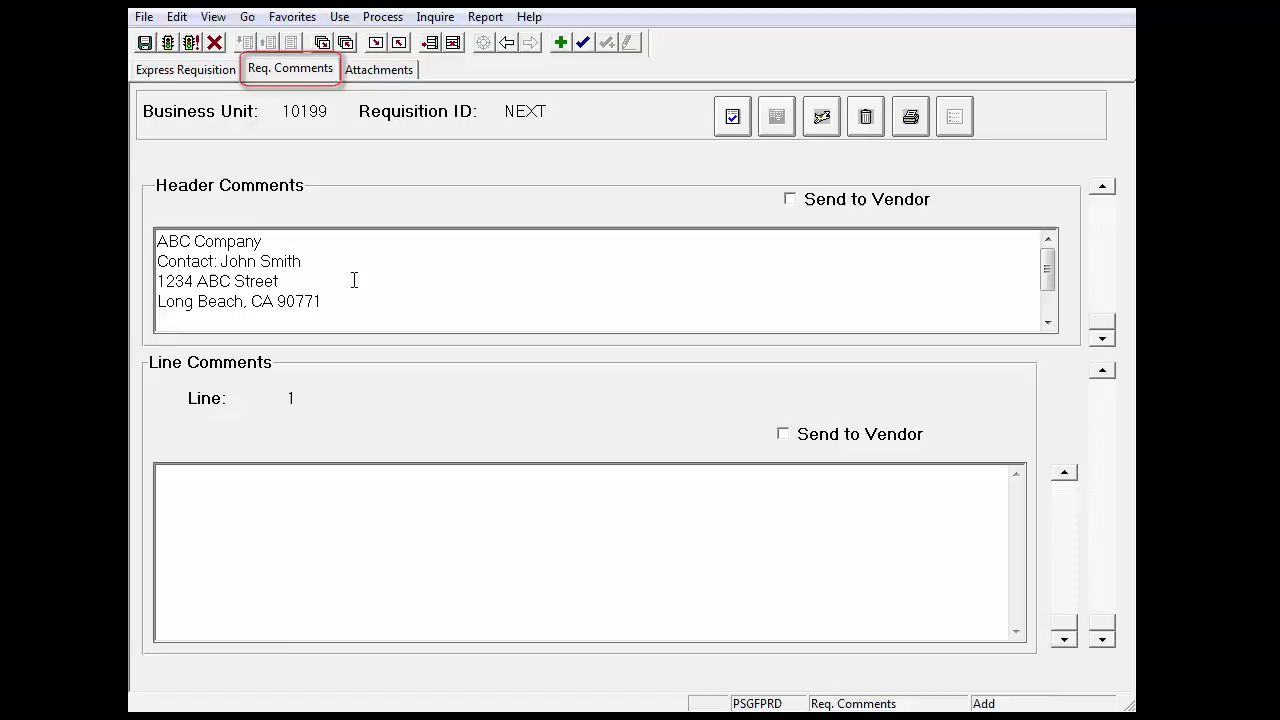 File Edit View Go Favorites Use Process Inquire Report Help
Express Requisition Req. Comments Attachments
Business Unit: 10199 Requisition ID: NEXT
Header Comments
Send to Vendor
ABC Company
Contact: John Smith
1234 ABC Street
Long Beach, CA 90771
Line Comments
Line: 1
Send to Vendor
PSGFPRD Req. Comments Add